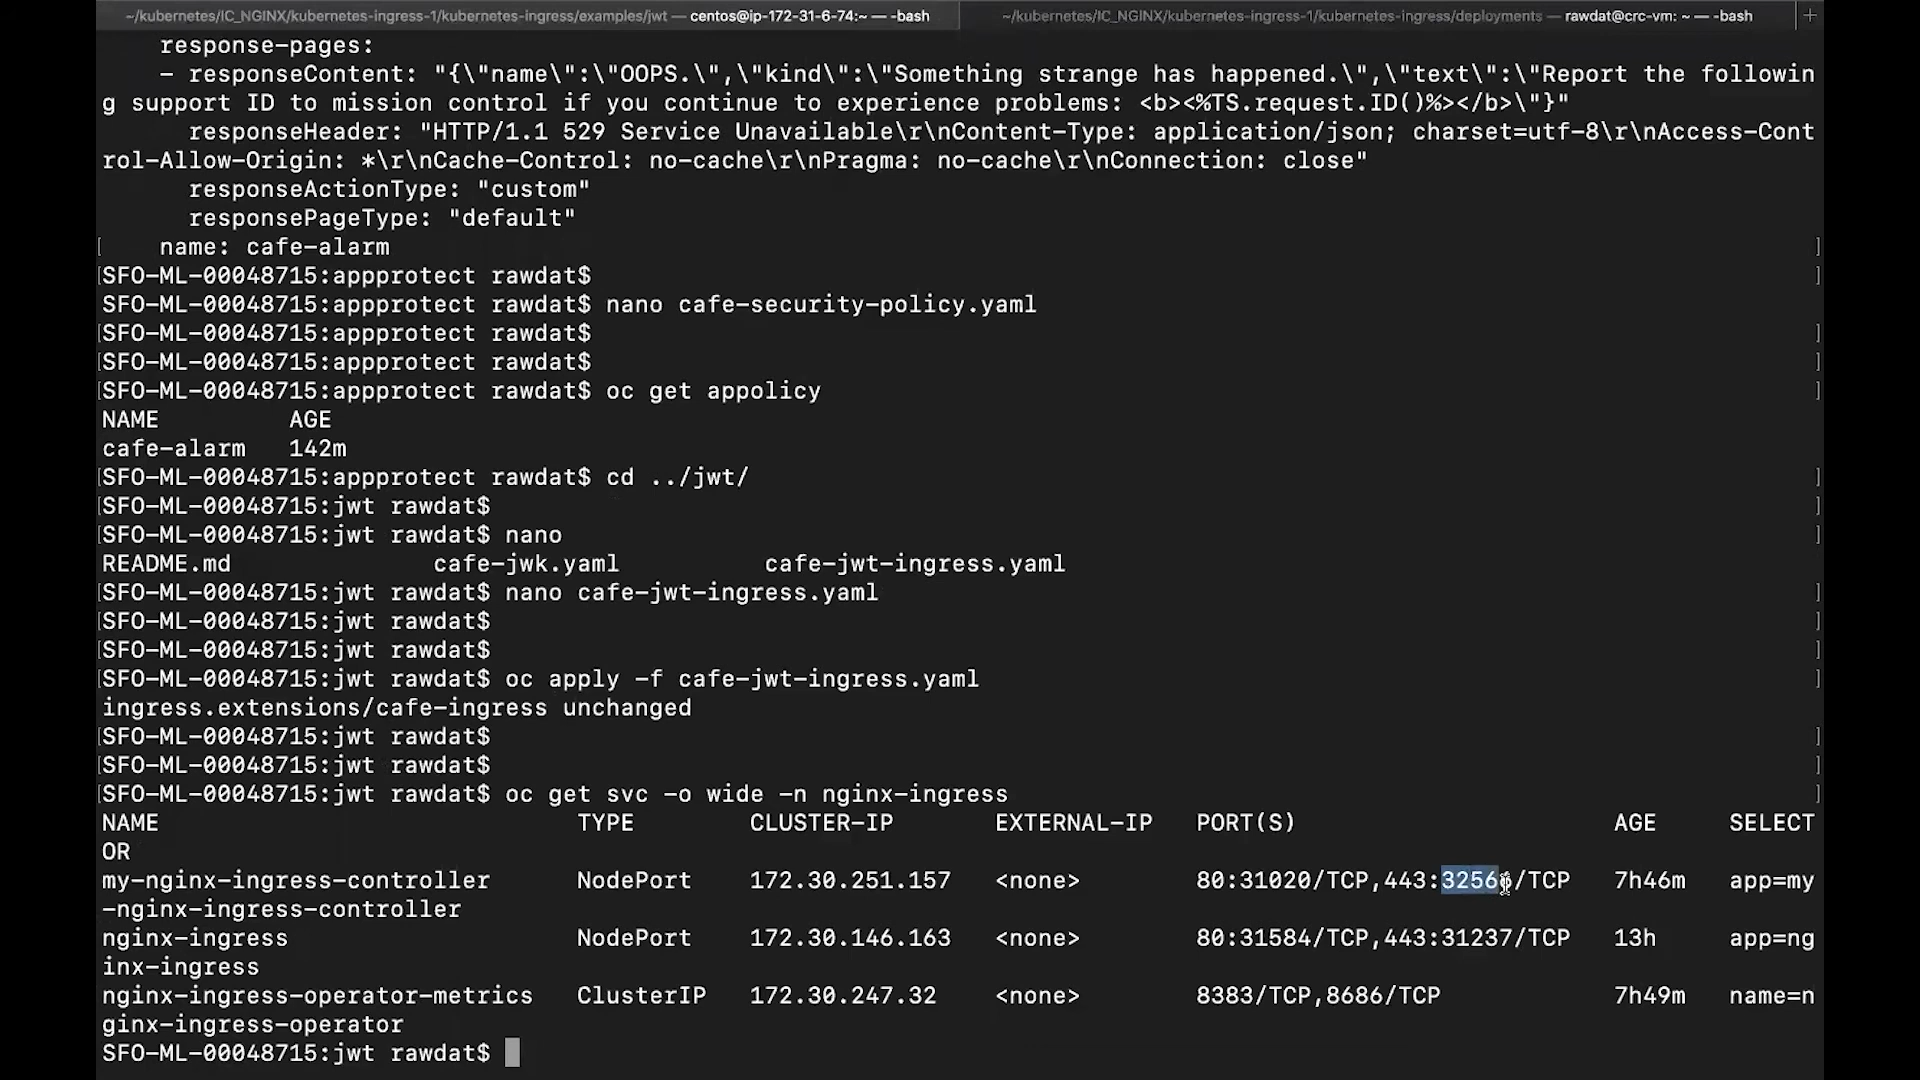 ~/kubernetes/IC_NGINX/kubernetes-ingress-1/kubernetes-ingress/examples/jwt — centos@ip-172-31-6-74:~ — -bash
~/kubernetes/IC_NGINX/kubernetes-ingress-1/kubernetes-ingress/deployments — rawdat@crc-vm: ~ — -bash
response-pages:
- responseContent: "{\"name\":\"OOPS.\",\"kind\":\"Something strange has happened.\",\"text\":\"Report the followin
g support ID to mission control if you continue to experience problems: <b><%TS.request.ID()%></b>\"}"
responseHeader: "HTTP/1.1 529 Service Unavailable\r\nContent-Type: application/json; charset=utf-8\r\nAccess-Cont
rol-Allow-Origin: *\r\nCache-Control: no-cache\r\nPragma: no-cache\r\nConnection: close"
responseActionType: "custom"
responsePageType: "default"
[    name: cafe-alarm ]
[SFO-ML-00048715:appprotect rawdat$ ]
SFO-ML-00048715:appprotect rawdat$ nano cafe-security-policy.yaml
[SFO-ML-00048715:appprotect rawdat$ ]
[SFO-ML-00048715:appprotect rawdat$ ]
[SFO-ML-00048715:appprotect rawdat$ oc get appolicy ]
NAME AGE
cafe-alarm 142m
[SFO-ML-00048715:appprotect rawdat$ cd ../jwt/ ]
[SFO-ML-00048715:jwt rawdat$ ]
[SFO-ML-00048715:jwt rawdat$ nano ]
README.md cafe-jwk.yaml cafe-jwt-ingress.yaml
[SFO-ML-00048715:jwt rawdat$ nano cafe-jwt-ingress.yaml ]
[SFO-ML-00048715:jwt rawdat$ ]
[SFO-ML-00048715:jwt rawdat$ ]
[SFO-ML-00048715:jwt rawdat$ oc apply -f cafe-jwt-ingress.yaml ]
ingress.extensions/cafe-ingress unchanged
[SFO-ML-00048715:jwt rawdat$ ]
[SFO-ML-00048715:jwt rawdat$ ]
[SFO-ML-00048715:jwt rawdat$ oc get svc -o wide -n nginx-ingress ]
NAME TYPE CLUSTER-IP EXTERNAL-IP PORT(S) AGE SELECT
OR
my-nginx-ingress-controller NodePort 172.30.251.157 <none> 7h46m app=my
-nginx-ingress-controller
nginx-ingress NodePort 172.30.146.163 <none> 80:31584/TCP,443:31237/TCP 13h app=ng
inx-ingress
nginx-ingress-operator-metrics ClusterIP 172.30.247.32 <none> 8383/TCP,8686/TCP 7h49m name=n
ginx-ingress-operator
SFO-ML-00048715:jwt rawdat$